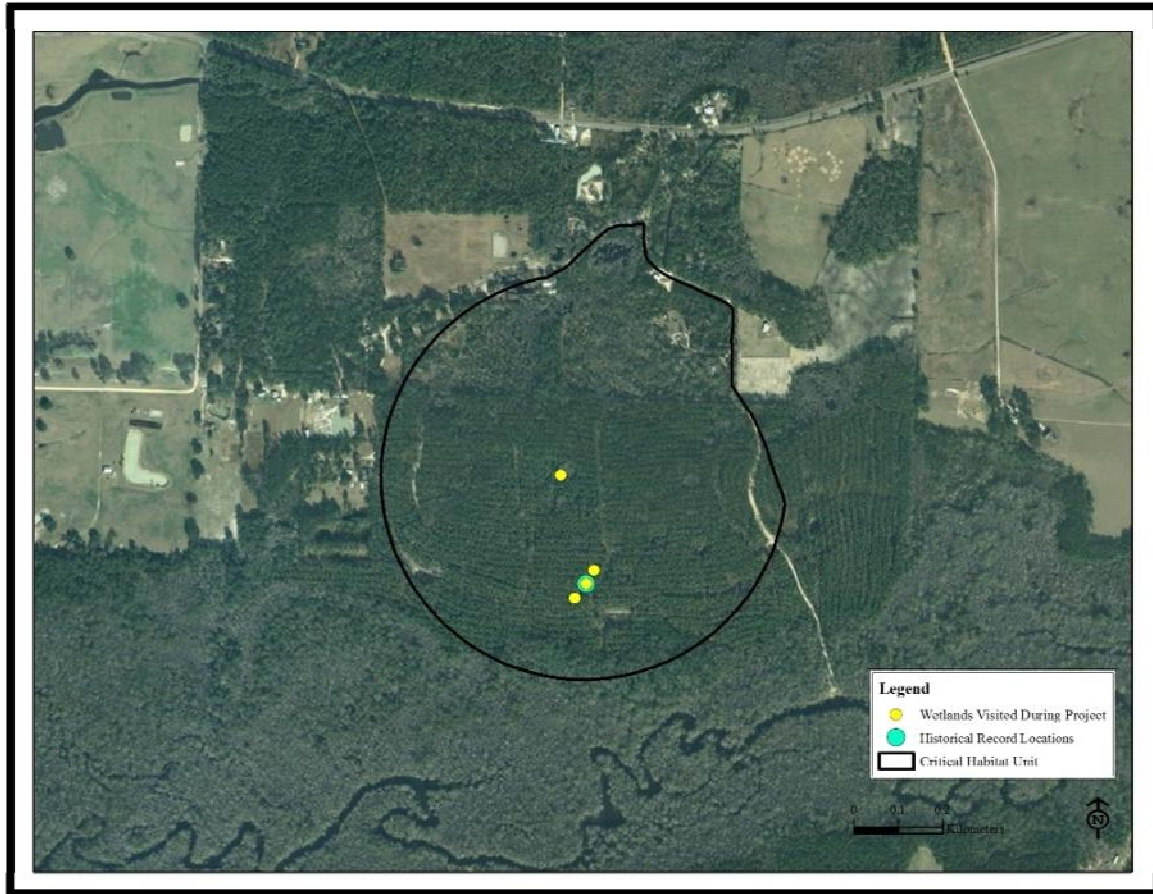 Legend
Wetlands Visited During Project
Historical Record Locations
Critical Habitat Unit
0 0.1 0.2
Kilometers
N